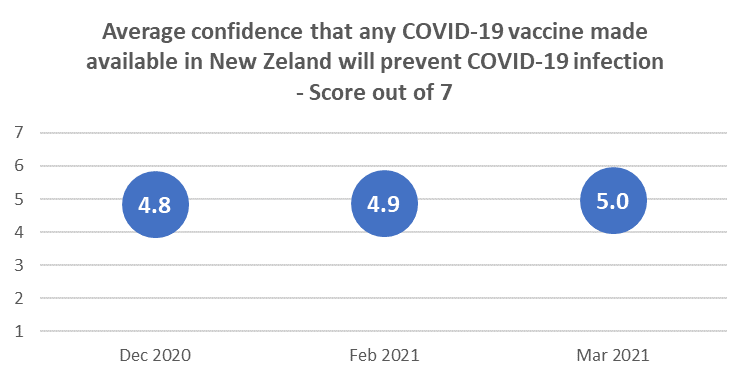 Average confidence that any COVID-19 vaccine made
available in New Zeland will prevent COVID-19 infection
- Score out of 7
7
6
5
4
3
2
1
4.8
4.9
5.0
Dec 2020
Feb 2021
Mar 2021